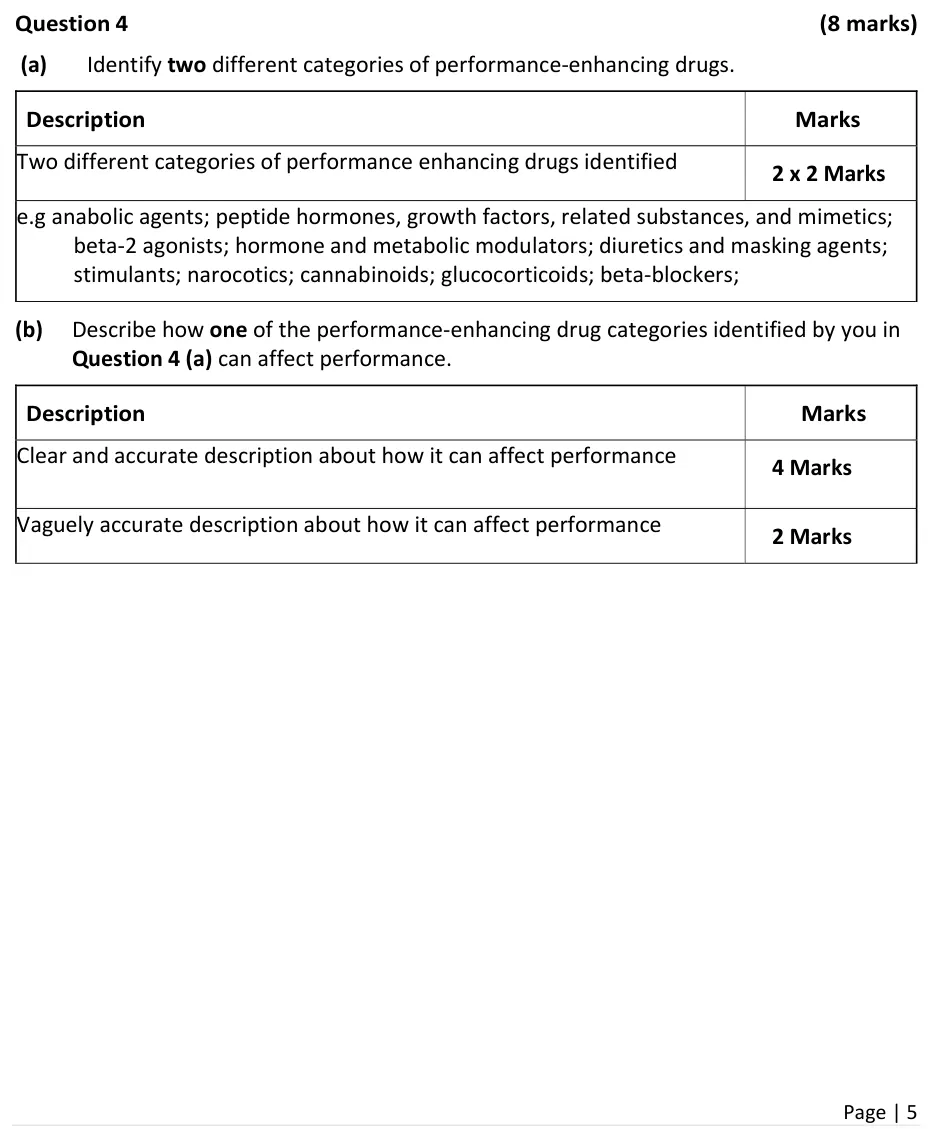 Question 4 (8 marks)
(a) Identify two different categories of performance-enhancing drugs.
Description Marks
Two different categories of performance enhancing drugs identified 2 x 2 Marks
e.g anabolic agents; peptide hormones, growth factors, related substances, and mimetics;
beta-2 agonists; hormone and metabolic modulators; diuretics and masking agents;
stimulants; narocotics; cannabinoids; glucocorticoids; beta-blockers;
(b) Describe how one of the performance-enhancing drug categories identified by you in
Question 4 (a) can affect performance.
Description Marks
Clear and accurate description about how it can affect performance 4 Marks
Vaguely accurate description about how it can affect performance 2 Marks
Page | 5